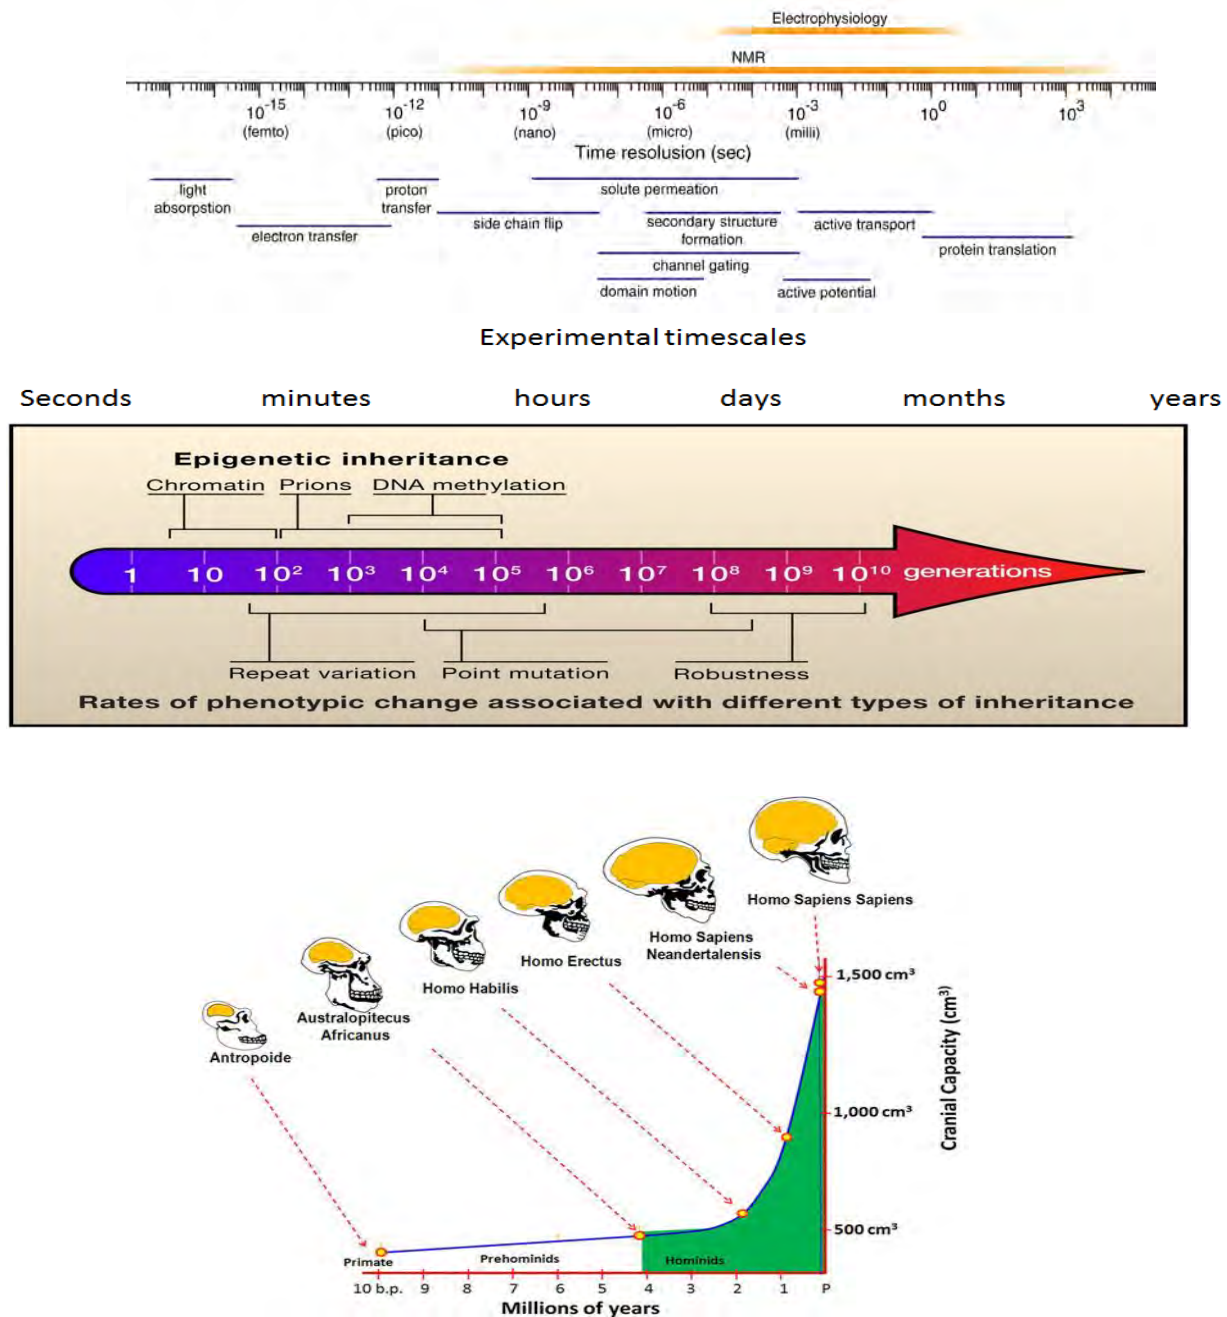 Electrophysiology
NMR
10⁻¹⁵ 10⁻¹² 10⁻⁹ 10⁻⁶ 10⁻³ 10⁰ 10³
(femto) (pico) (nano) (micro) (milli)
Time resolusion (sec)
light absorpstion
proton transfer
solute permeation
electron transfer
side chain flip
secondary structure formation
active transport
protein translation
channel gating
domain motion
active potential
Experimental timescales
Seconds minutes hours days months years
Epigenetic inheritance
Chromatin Prions DNA methylation
1 10 10² 10³ 10⁴ 10⁵ 10⁶ 10⁷ 10⁸ 10⁹ 10¹⁰ generations
Repeat variation Point mutation Robustness
Rates of phenotypic change associated with different types of inheritance
Homo Sapiens Sapiens
Homo Sapiens
Neandertalensis
Homo Erectus
Homo Habilis
Australopitecus
Africanus
Antropoide
1,500 cm³
1,000 cm³
500 cm³
Cranial Capacity (cm³)
Primate Prehominids Hominids
10 b.p. 9 8 7 6 5 4 3 2 1 P
Millions of years